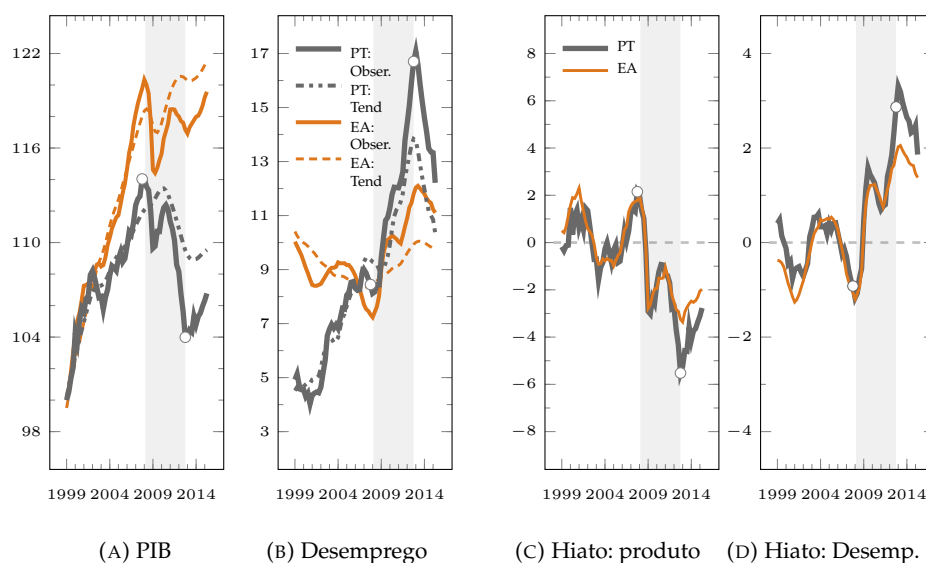 122
116
110
104
98
1999 2004 2009 2014
(A) PIB
17
15
13
11
9
7
5
3
PT:
Obser.
PT:
Tend
EA:
Obser.
EA:
Tend
1999 2004 2009 2014
(B) Desemprego
8
6
4
2
0
−2
−4
−6
−8
PT
EA
1999 2004 2009 2014
(C) Hiato: produto
4
2
0
−2
−4
1999 2004 2009 2014
(D) Hiato: Desemp.